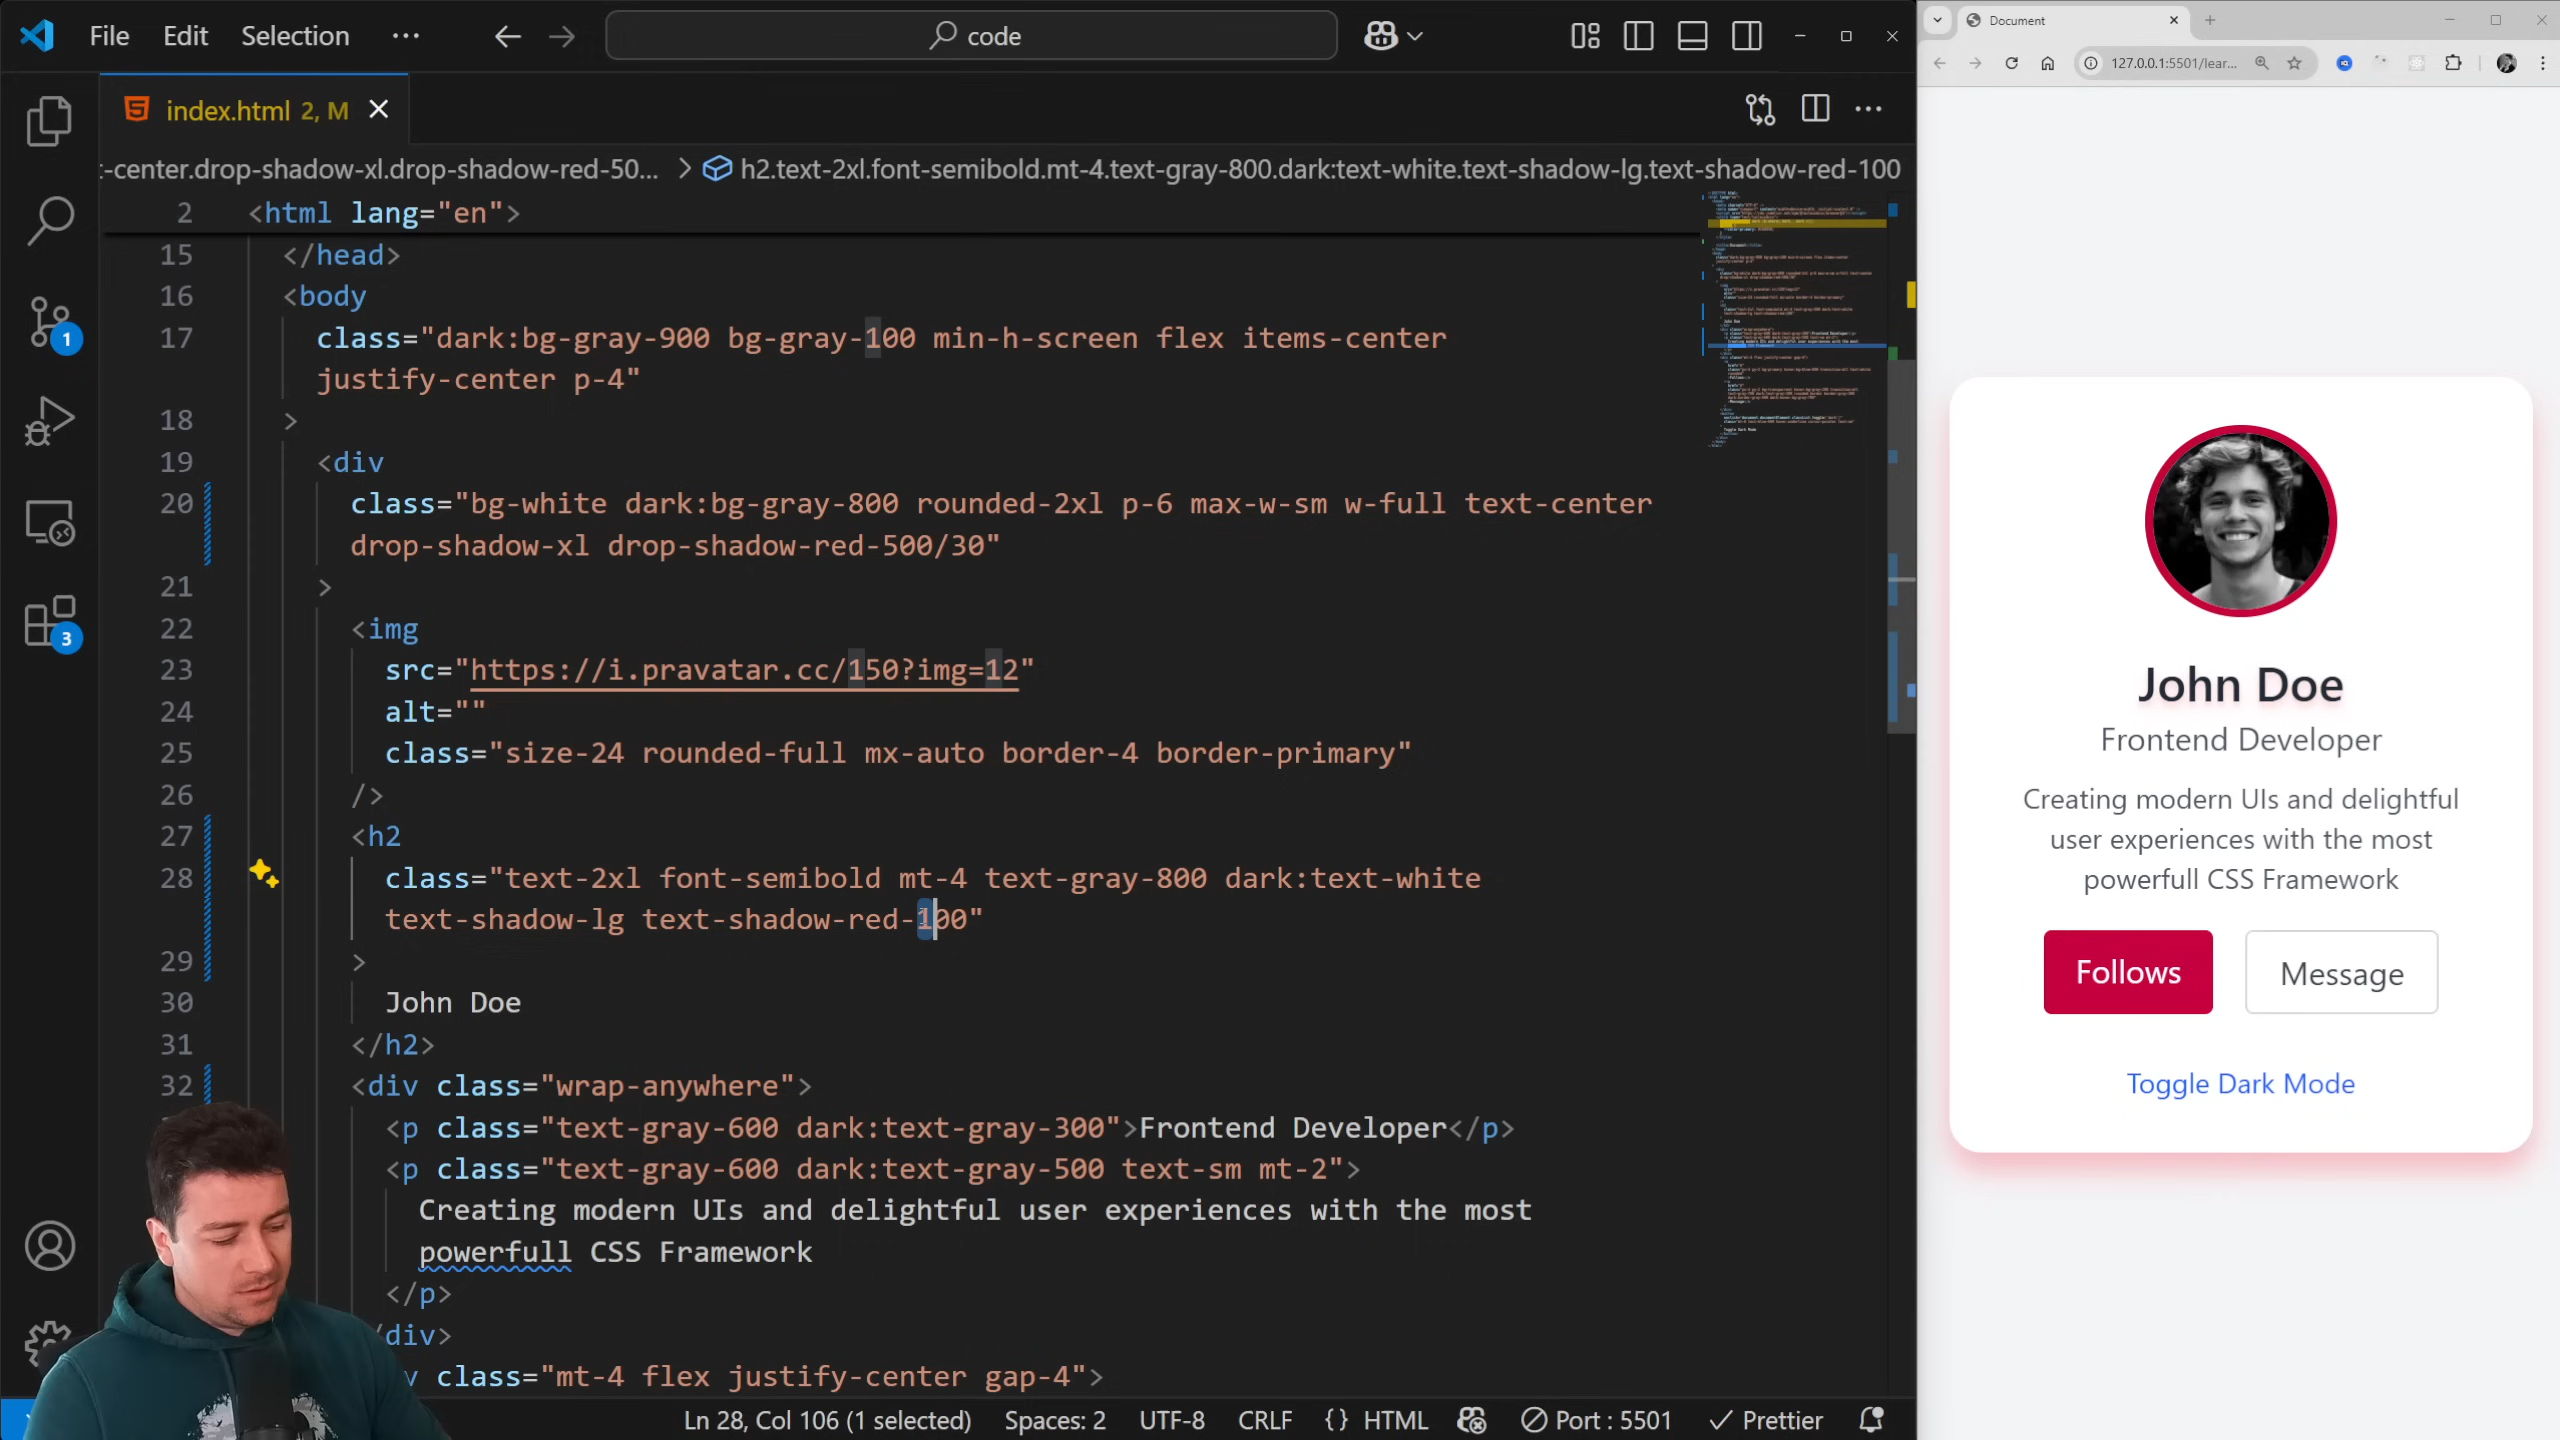 File Edit Selection ··· code
index.html 2, M
t-center.drop-shadow-xl.drop-shadow-red-50... > h2.text-2xl.font-semibold.mt-4.text-gray-800.dark:text-white.text-shadow-lg.text-shadow-red-100
2 <html lang="en">
15 </head>
16 <body
17 class="dark:bg-gray-900 bg-gray-100 min-h-screen flex items-center
justify-center p-4"
18 >
19 <div
20 class="bg-white dark:bg-gray-800 rounded-2xl p-6 max-w-sm w-full text-center
drop-shadow-xl drop-shadow-red-500/30"
21 >
22 <img
23 src="https://i.pravatar.cc/150?img=12"
24 alt=""
25 class="size-24 rounded-full mx-auto border-4 border-primary"
26 />
27 <h2
28 class="text-2xl font-semibold mt-4 text-gray-800 dark:text-white
text-shadow-lg text-shadow-red-100"
29 >
30 John Doe
31 </h2>
32 <div class="wrap-anywhere">
<p class="text-gray-600 dark:text-gray-300">Frontend Developer</p>
<p class="text-gray-600 dark:text-gray-500 text-sm mt-2">
Creating modern UIs and delightful user experiences with the most
powerfull CSS Framework
</p>
div>
class="mt-4 flex justify-center gap-4">
1
3
Ln 28, Col 106 (1 selected) Spaces: 2 UTF-8 CRLF {} HTML Port : 5501 Prettier
Document
127.0.0.1:5501/lear...
John Doe
Frontend Developer
Creating modern UIs and delightful
user experiences with the most
powerfull CSS Framework
Follows Message
Toggle Dark Mode